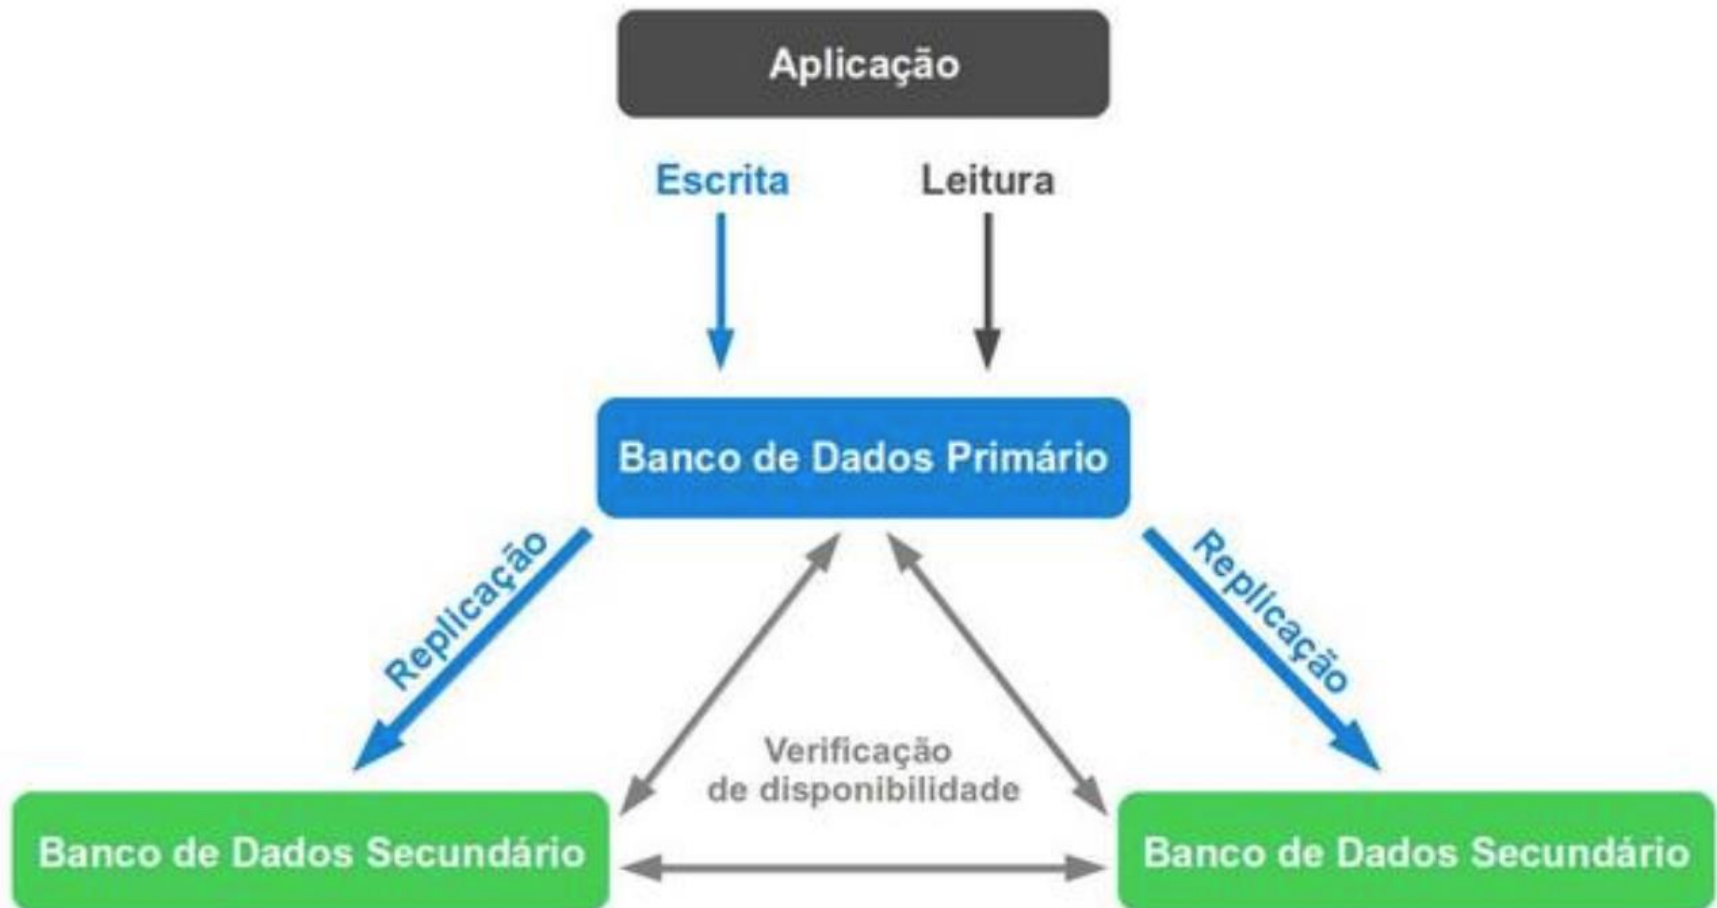 Aplicação
Escrita
Leitura
Banco de Dados Primário
Replicação
Replicação
Verificação
de disponibilidade
Banco de Dados Secundário
Banco de Dados Secundário